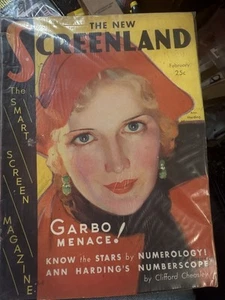 THE NEW
SCREENLAND
February
25c
THE SMART
SCREEN
MAGAZINE
GARBO
MENACE!
KNOW the STARS by NUMEROLOGY!
ANN HARDING'S NUMBERSCOPE
by Clifford Cheasley